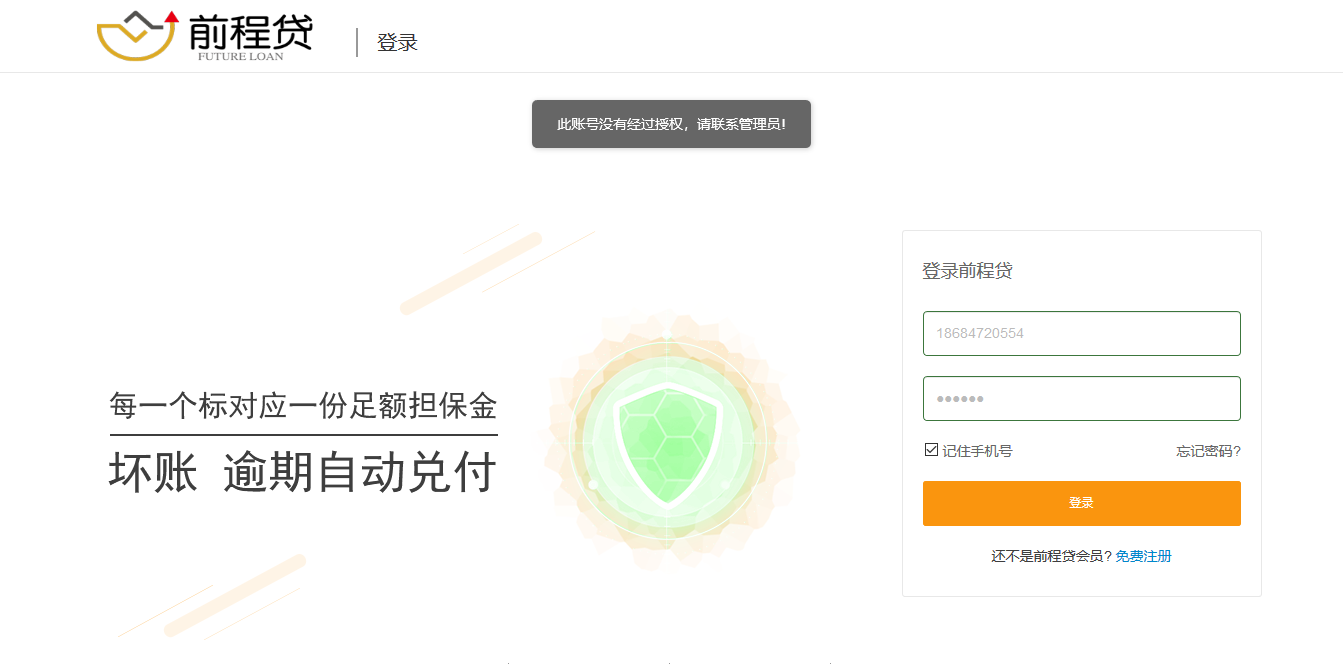 前程贷
FUTURE LOAN
登录
此账号没有经过授权，请联系管理员!
登录前程贷
18684720554
••••••
每一个标对应一份足额担保金
坏账 逾期自动兑付
记住手机号 忘记密码?
登录
还不是前程贷会员? 免费注册